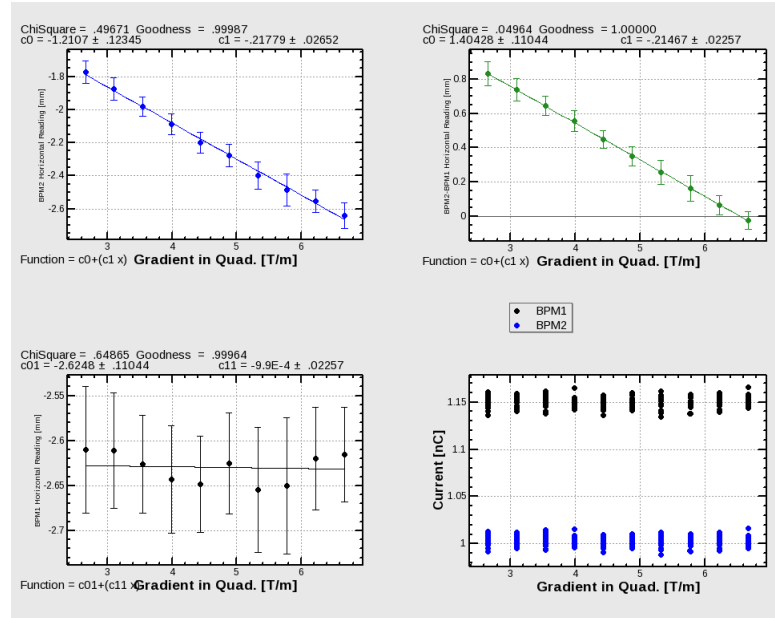 ChiSquare = .49671 Goodness = .99987
c0 = -1.2107 ± .12345 c1 = -.21779 ± .02652
BPM2 Horizontal Reading [mm]
-1.8
-2
-2.2
-2.4
-2.6
3 4 5 6
Function = c0+(c1 x) Gradient in Quad. [T/m]
ChiSquare = .04964 Goodness = 1.00000
c0 = 1.40428 ± .11044 c1 = -.21467 ± .02257
BPM2-BPM1 Horizontal Reading [mm]
0.8
0.6
0.4
0.2
0
3 4 5 6
Function = c0+(c1 x) Gradient in Quad. [T/m]
BPM1
BPM2
ChiSquare = .64865 Goodness = .99964
c01 = -2.6248 ± .11044 c11 = -9.9E-4 ± .02257
BPM1 Horizontal Reading [mm]
-2.55
-2.6
-2.65
-2.7
3 4 5 6
Function = c01+(c11 x) Gradient in Quad. [T/m]
Current [nC]
1.15
1.1
1.05
1
3 4 5 6
Gradient in Quad. [T/m]